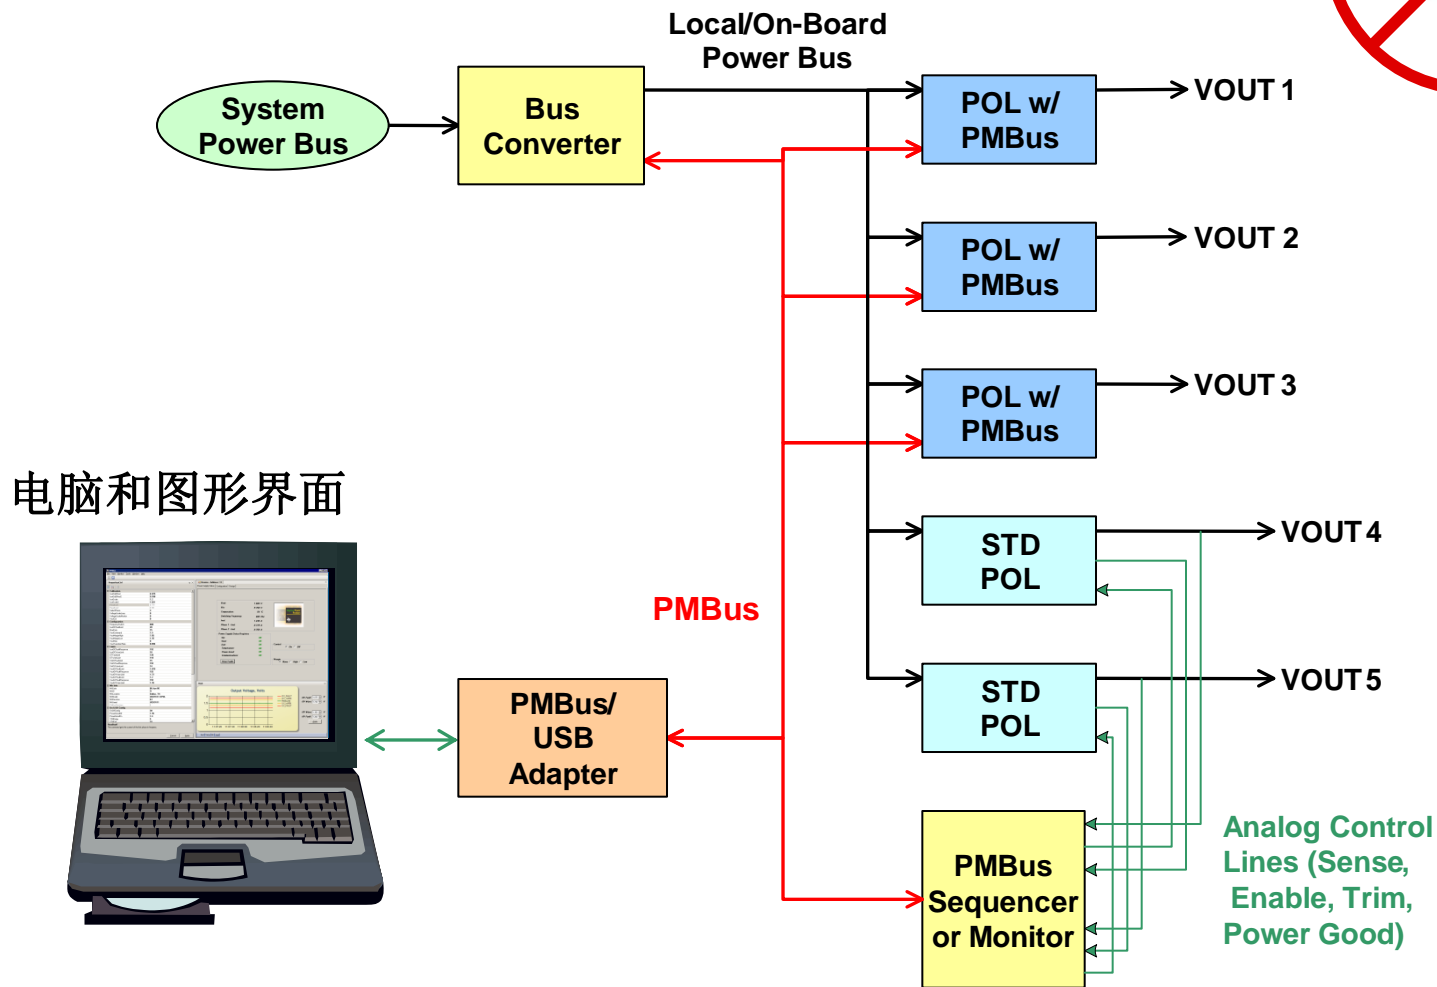 Local/On-Board
Power Bus
System
Power Bus
Bus
Converter
POL w/
PMBus
VOUT 1
POL w/
PMBus
VOUT 2
POL w/
PMBus
VOUT 3
电脑和图形界面
STD
POL
VOUT 4
PMBus
STD
POL
VOUT 5
PMBus/
USB
Adapter
PMBus
Sequencer
or Monitor
Analog Control
Lines (Sense,
Enable, Trim,
Power Good)